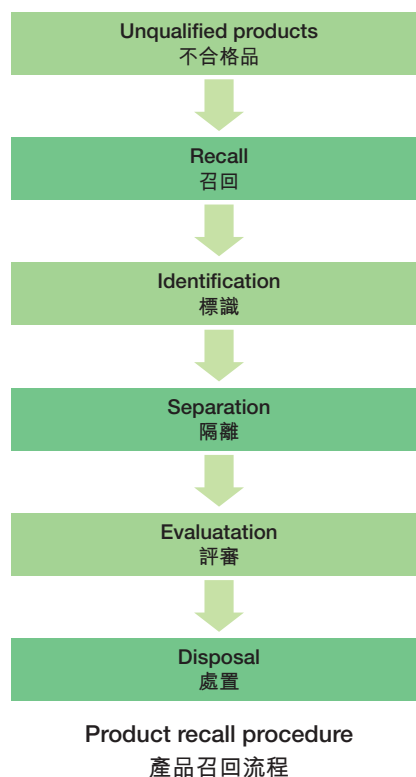 Unqualified products
不合格品
Recall
召回
Identification
標識
Separation
隔離
Evaluatation
評審
Disposal
處置
Product recall procedure
產品召回流程